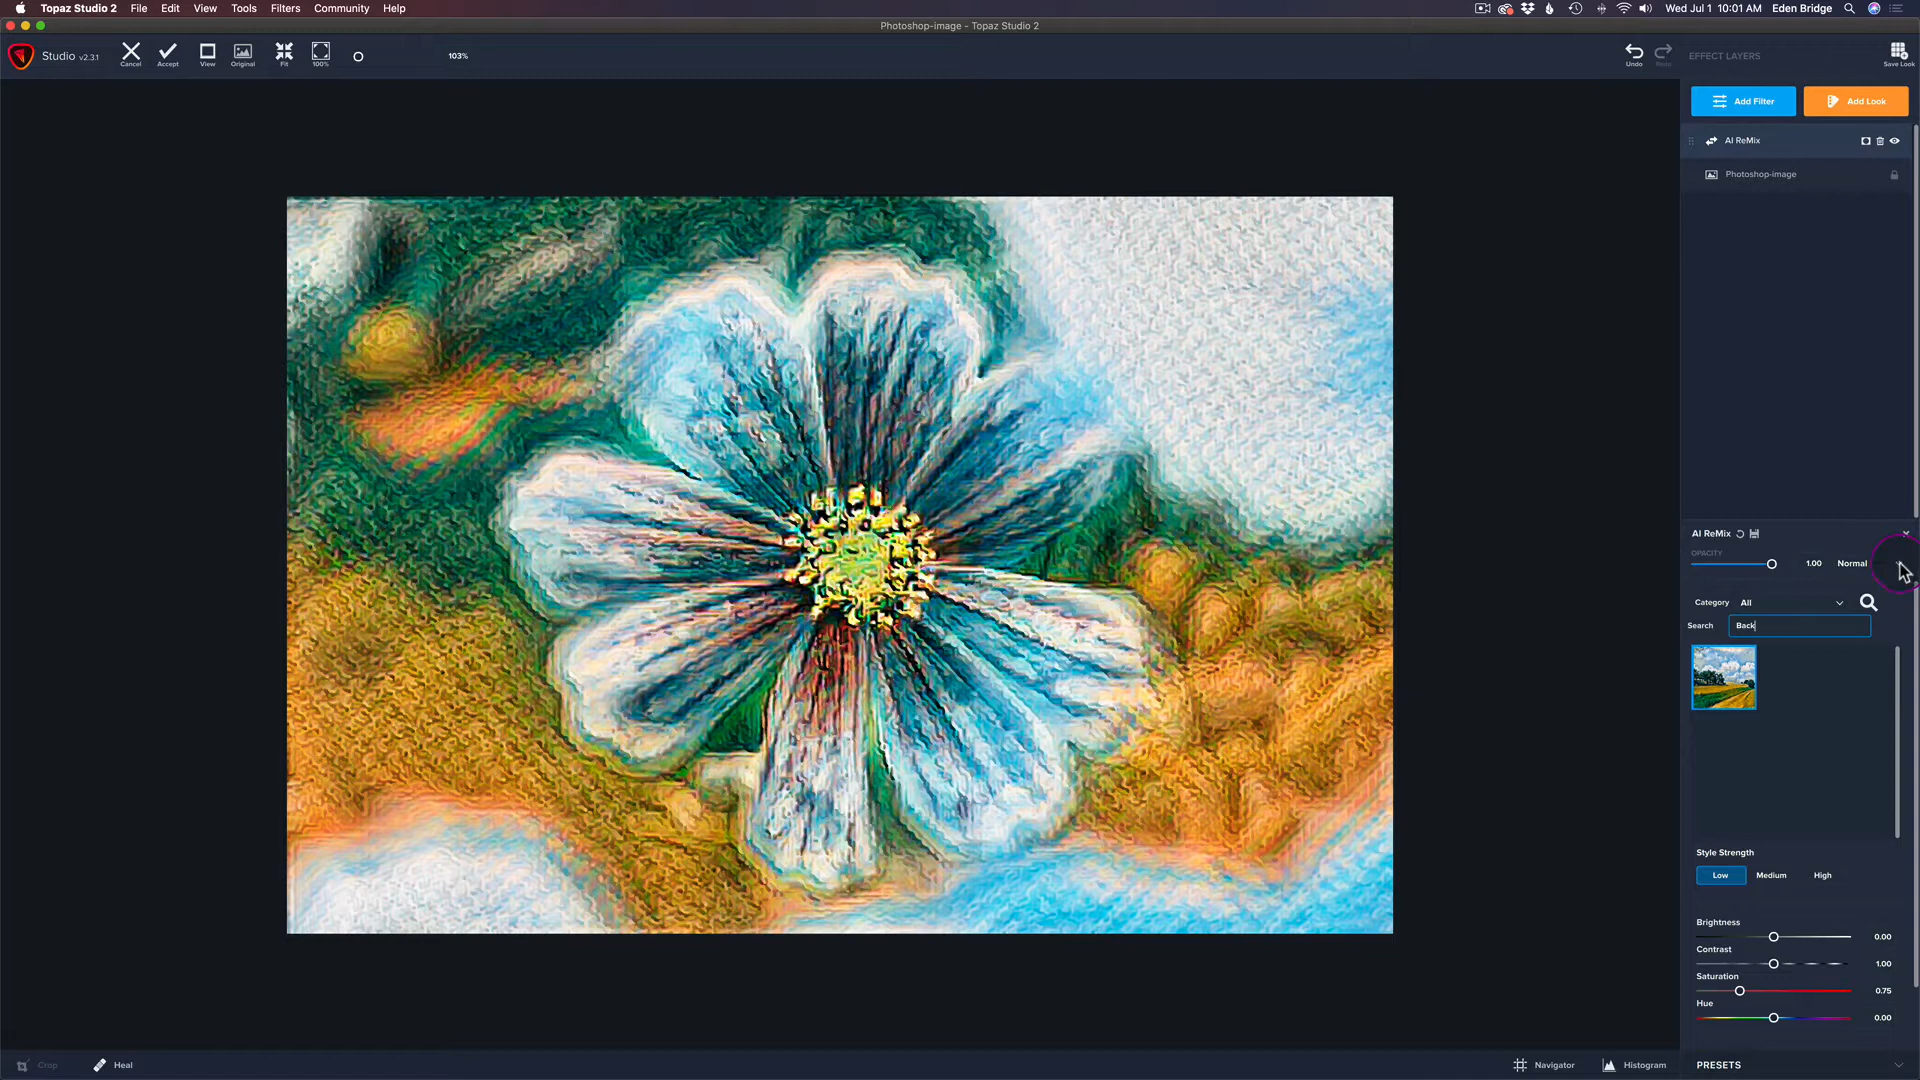 Topaz Studio 2 File Edit View Tools Filters Community Help Wed Jul 1 10:01 AM Eden Bridge
Photoshop-image - Topaz Studio 2
Studio v2.3.1 Cancel Accept View Original Fit 100% 103% Undo Redo EFFECT LAYERS Save Look
Add Filter Add Look
AI ReMix
Photoshop-image
AI ReMix
OPACITY
1.00 Normal
Category All
Search Back
Style Strength
Low Medium High
Brightness
0.00
Contrast
1.00
Saturation
0.75
Hue
0.00
Crop Heal Navigator Histogram PRESETS